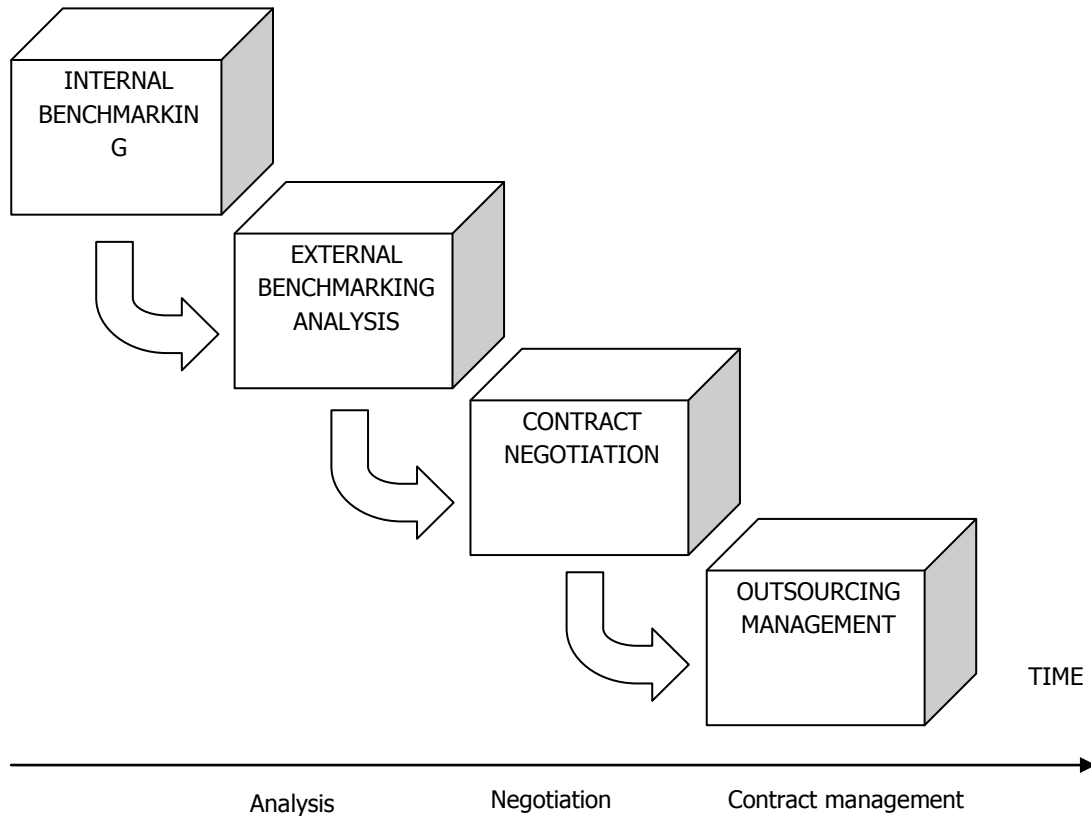 INTERNAL
BENCHMARKIN
G
EXTERNAL
BENCHMARKING
ANALYSIS
CONTRACT
NEGOTIATION
OUTSOURCING
MANAGEMENT
TIME
Analysis
Negotiation
Contract management